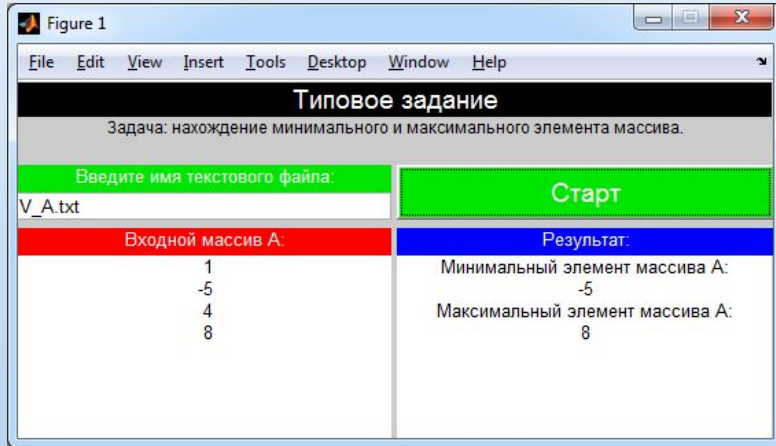 Figure 1
File Edit View Insert Tools Desktop Window Help
Типовое задание
Задача: нахождение минимального и максимального элемента массива.
Введите имя текстового файла:
V_A.txt
Старт
Входной массив А:
1
-5
4
8
Результат:
Минимальный элемент массива А:
-5
Максимальный элемент массива А:
8